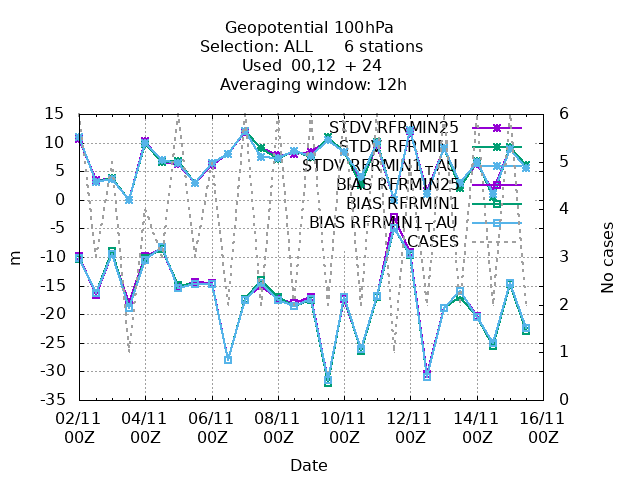 Geopotential 100hPa
Selection: ALL 6 stations
Used 00,12 + 24
Averaging window: 12h
STDV RFRMIN25
STDV RFRMIN1
STDV RFRMIN1_TAU
BIAS RFRMIN25
BIAS RFRMIN1
BIAS RFRMIN1_TAU
CASES
15
10
5
0
-5
-10
-15
-20
-25
-30
-35
m
6
5
4
3
2
1
0
No cases
02/11 04/11 06/11 08/11 10/11 12/11 14/11 16/11
00Z 00Z 00Z 00Z 00Z 00Z 00Z 00Z
Date